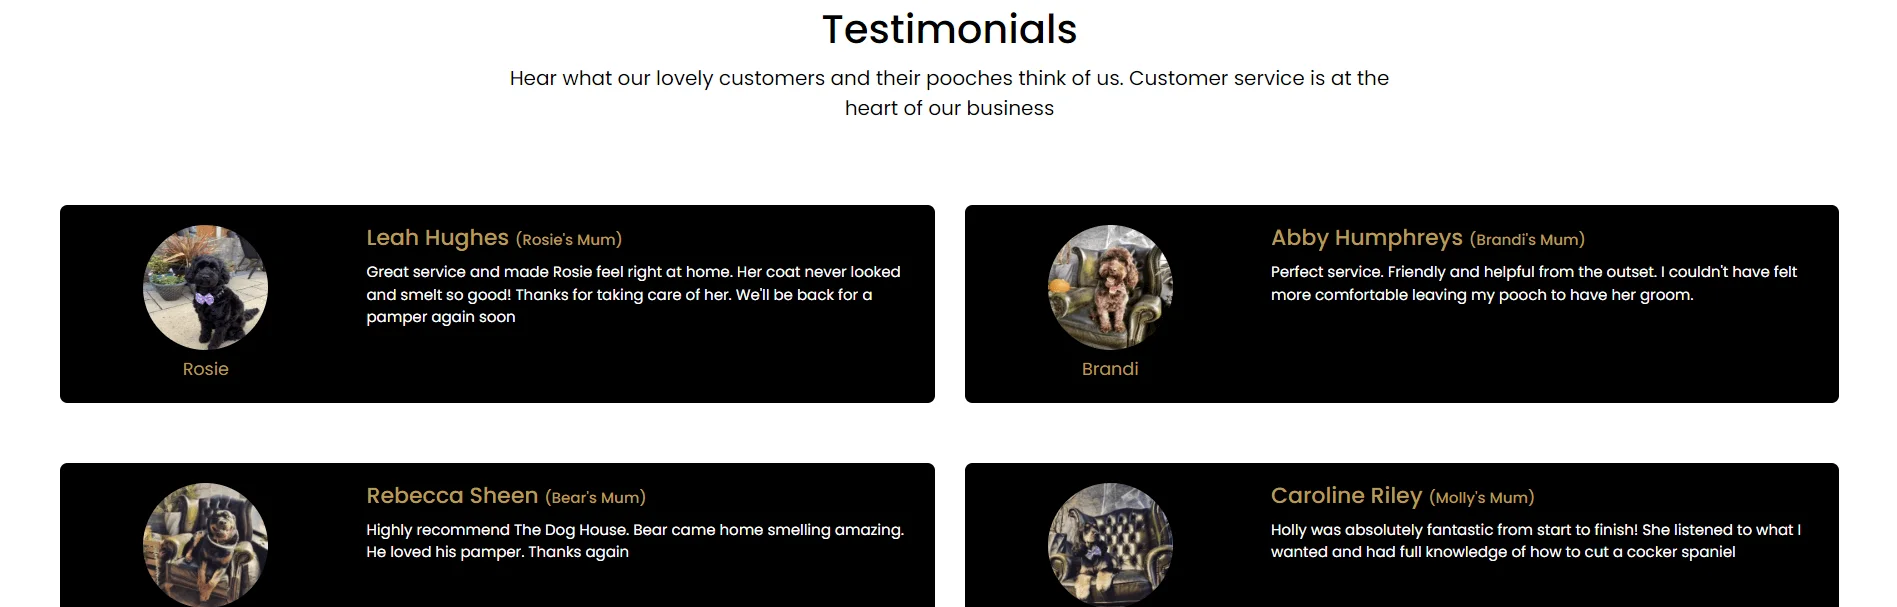 Testimonials
Hear what our lovely customers and their pooches think of us. Customer service is at the
heart of our business
Leah Hughes (Rosie's Mum)
Great service and made Rosie feel right at home. Her coat never looked
and smelt so good! Thanks for taking care of her. We'll be back for a
pamper again soon
Rosie
Abby Humphreys (Brandi's Mum)
Perfect service. Friendly and helpful from the outset. I couldn't have felt
more comfortable leaving my pooch to have her groom.
Brandi
Rebecca Sheen (Bear's Mum)
Highly recommend The Dog House. Bear came home smelling amazing.
He loved his pamper. Thanks again
Caroline Riley (Molly's Mum)
Holly was absolutely fantastic from start to finish! She listened to what I
wanted and had full knowledge of how to cut a cocker spaniel